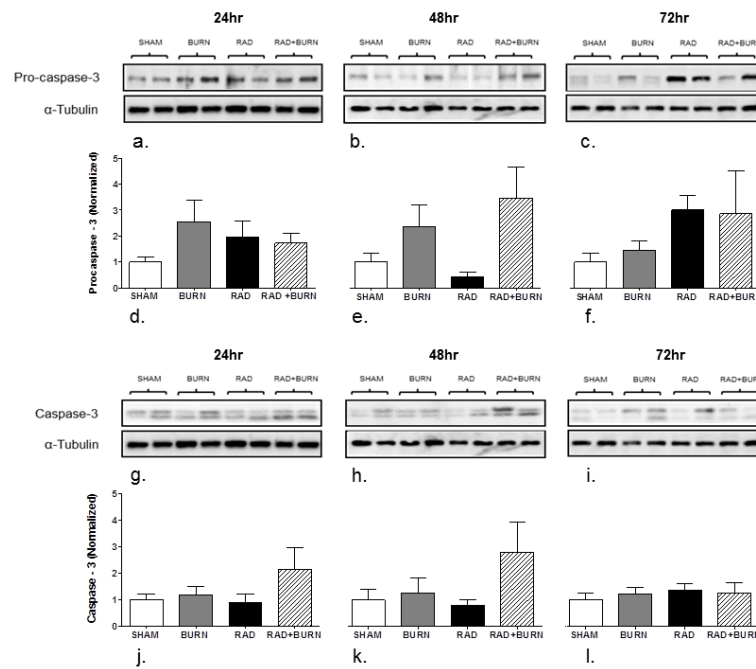 24hr 48hr 72hr
SHAM BURN RAD RAD+BURN SHAM BURN RAD RAD+BURN SHAM BURN RAD RAD+BUR
Pro-caspase-3
α-Tubulin
a. b. c.
Procaspase - 3 (Normalized)
5
4
3
2
1
0
SHAM BURN RAD RAD +BURN SHAM BURN RAD RAD+BURN SHAM BURN RAD RAD+BURN
d. e. f.
24hr 48hr 72hr
SHAM BURN RAD RAD+BURN SHAM BURN RAD RAD+BURN SHAM BURN RAD RAD+BUR
Caspase-3
α-Tubulin
g. h. i.
Caspase - 3 (Normalized)
5
4
3
2
1
0
SHAM BURN RAD RAD+BURN SHAM BURN RAD RAD+BURN SHAM BURN RAD RAD+BURN
j. k. l.